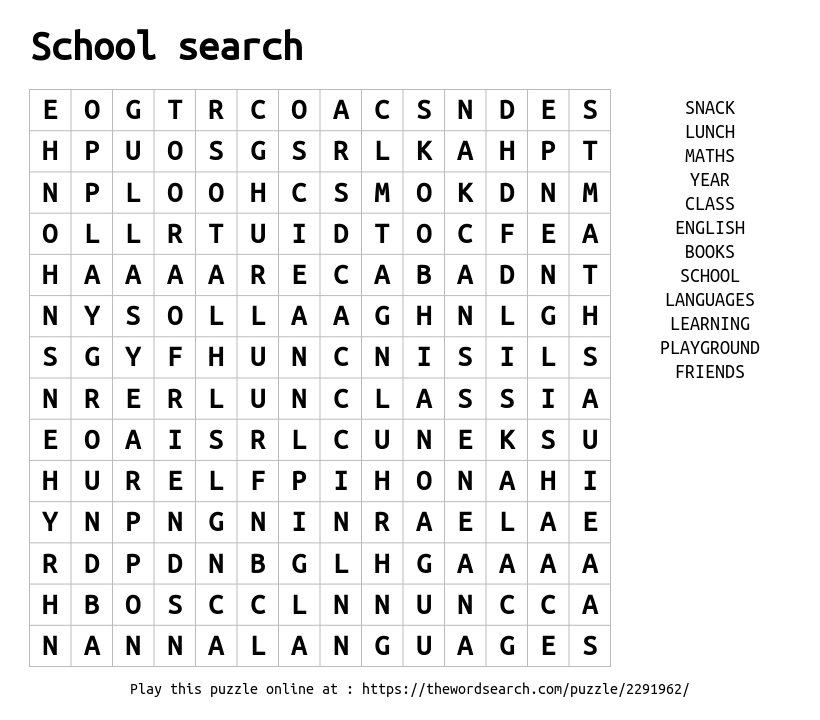 School search
E O G T R C O A C S N D E S
H P U O S G S R L K A H P T
N P L O O H C S M O K D N M
O L L R T U I D T O C F E A
H A A A A R E C A B A D N T
N Y S O L L A A G H N L G H
S G Y F H U N C N I S I L S
N R E R L U N C L A S S I A
E O A I S R L C U N E K S U
H U R E L F P I H O N A H I
Y N P N G N I N R A E L A E
R D P D N B G L H G A A A A
H B O S C C L N N U N C C A
N A N N A L A N G U A G E S
SNACK
LUNCH
MATHS
YEAR
CLASS
ENGLISH
BOOKS
SCHOOL
LANGUAGES
LEARNING
PLAYGROUND
FRIENDS
Play this puzzle online at : https://thewordsearch.com/puzzle/2291962/